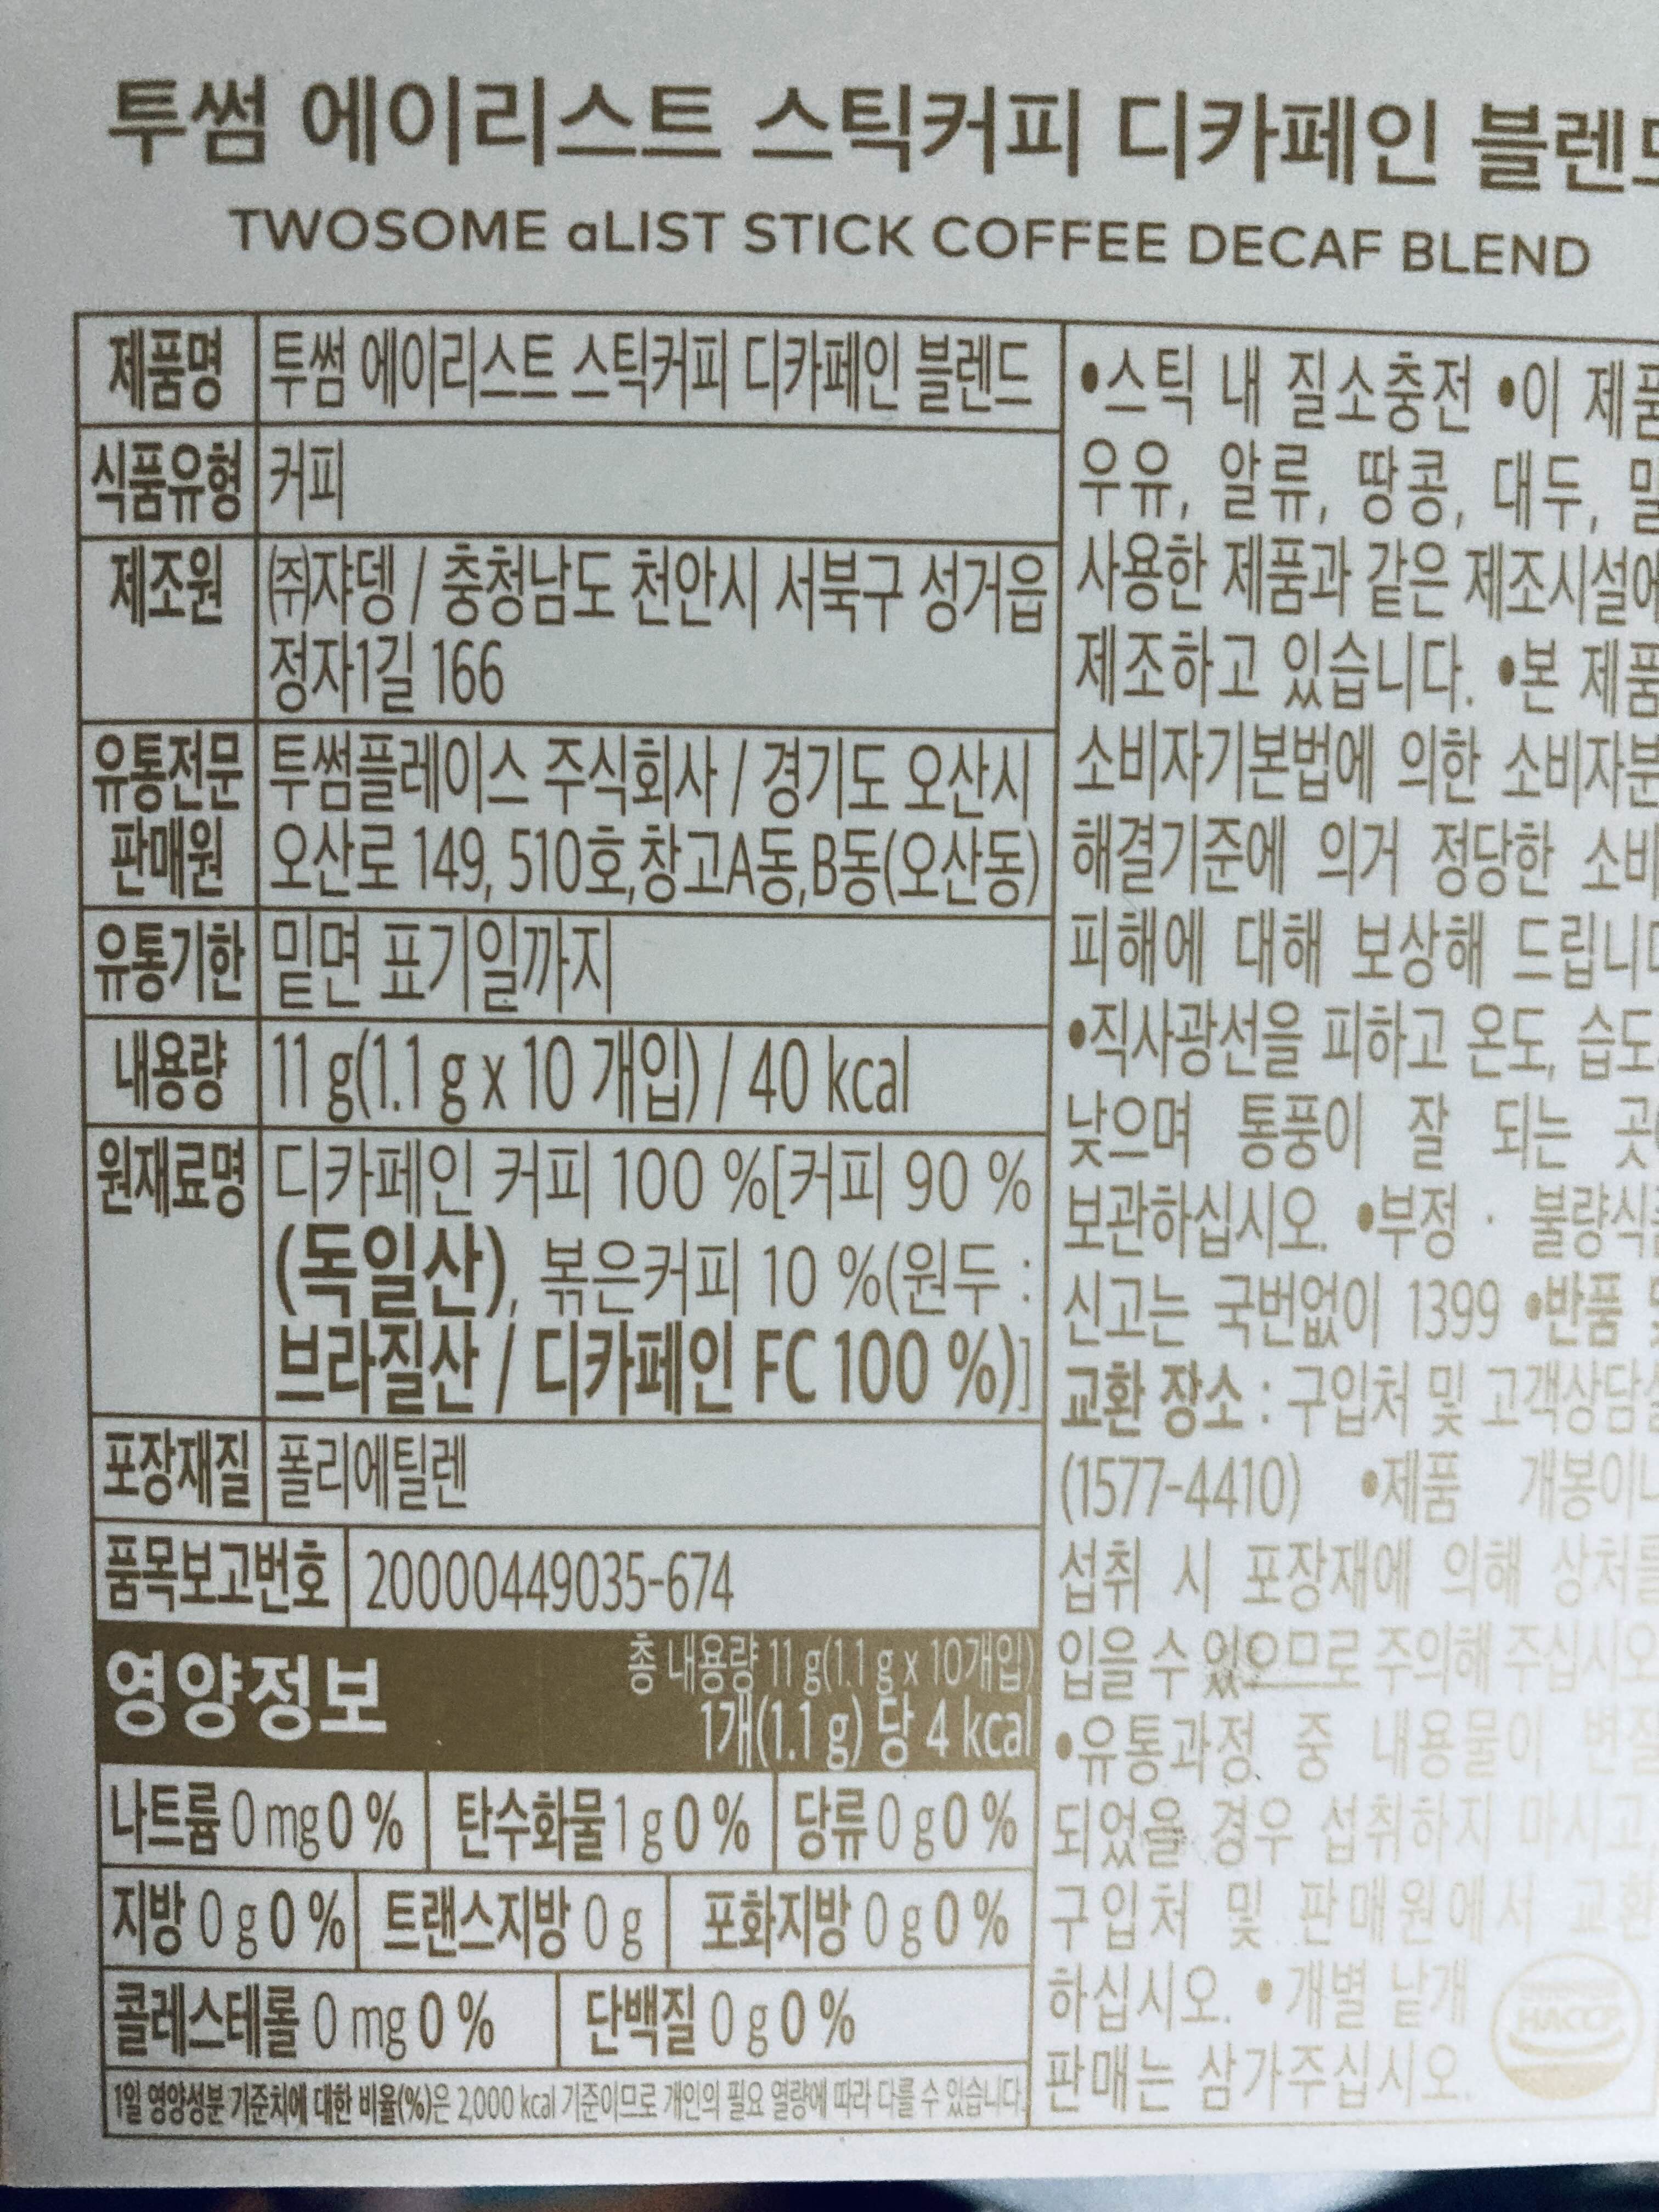 투썸 에이리스트 스틱커피 디카페인 블렌드
TWOSOME aLIST STICK COFFEE DECAF BLEND
제품명 투썸 에이리스트 스틱커피 디카페인 블렌드
식품유형 커피
제조원 ㈜쟈뎅 / 충청남도 천안시 서북구 성거읍
정자1길 166
유통전문 투썸플레이스 주식회사 / 경기도 오산시
판매원 오산로 149, 510호,창고A동,B동(오산동)
유통기한 밑면 표기일까지
내용량 11 g(1.1 g x 10 개입) / 40 kcal
원재료명 디카페인 커피 100 %[커피 90 %
(독일산), 볶은커피 10 %(원두 :
브라질산 / 디카페인 FC 100 %)]
포장재질 폴리에틸렌
품목보고번호 20000449035-674
영양정보 총 내용량 11 g(1.1 g x 10개입)
1개(1.1 g) 당 4 kcal
나트륨 0 mg 0 % 탄수화물 1 g 0 % 당류 0 g 0 %
지방 0 g 0 % 트랜스지방 0 g 포화지방 0 g 0 %
콜레스테롤 0 mg 0 % 단백질 0 g 0 %
1일 영양성분 기준치에 대한 비율(%)은 2,000 kcal 기준이므로 개인의 필요 열량에 따라 다를 수 있습니다.
•스틱 내 질소충전 •이 제품
우유, 알류, 땅콩, 대두, 밀
사용한 제품과 같은 제조시설에
제조하고 있습니다. •본 제품
소비자기본법에 의한 소비자분
해결기준에 의거 정당한 소비
피해에 대해 보상해 드립니다
•직사광선을 피하고 온도, 습도
낮으며 통풍이 잘 되는 곳
보관하십시오. •부정 · 불량식품
신고는 국번없이 1399 •반품 및
교환 장소 : 구입처 및 고객상담실
(1577-4410) •제품 개봉이나
섭취 시 포장재에 의해 상처를
입을 수 있으므로 주의해 주십시오
•유통과정 중 내용물이 변질
되었을 경우 섭취하지 마시고,
구입처 및 판매원에서 교환
하십시오. •개별 낱개
판매는 삼가주십시오.
HACCP